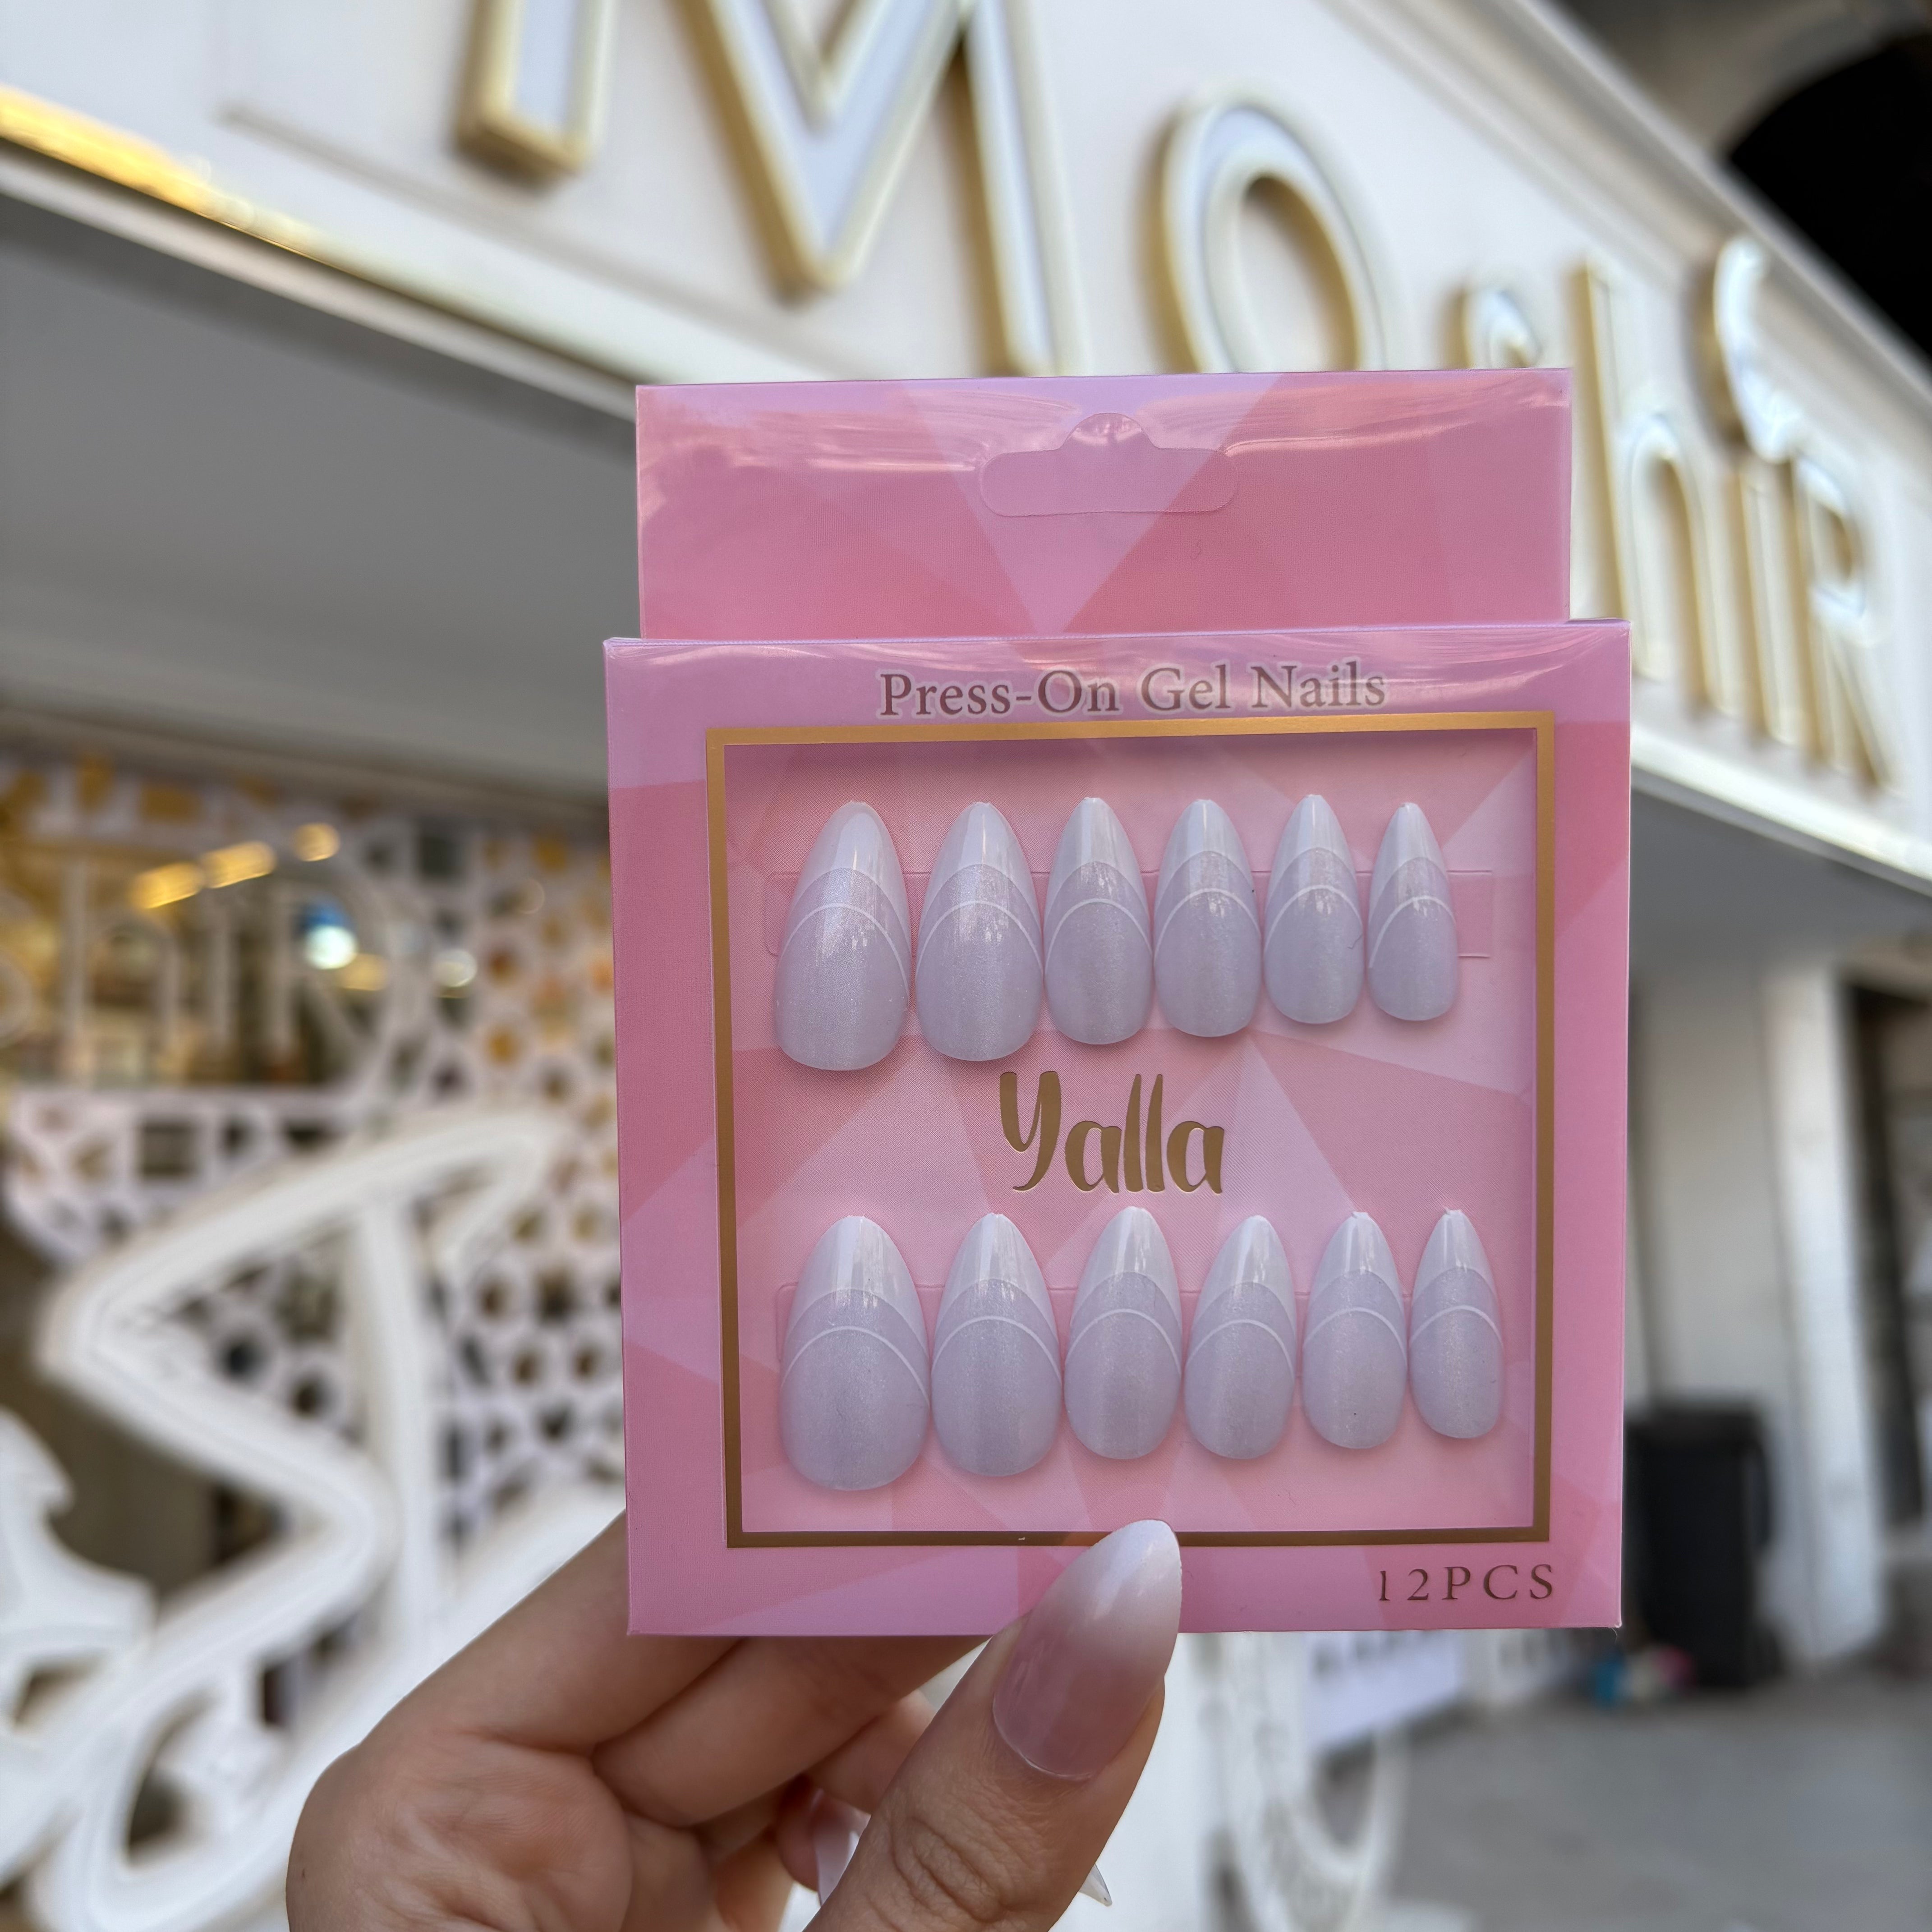 Press-On Gel Nails
Yalla
12PCS